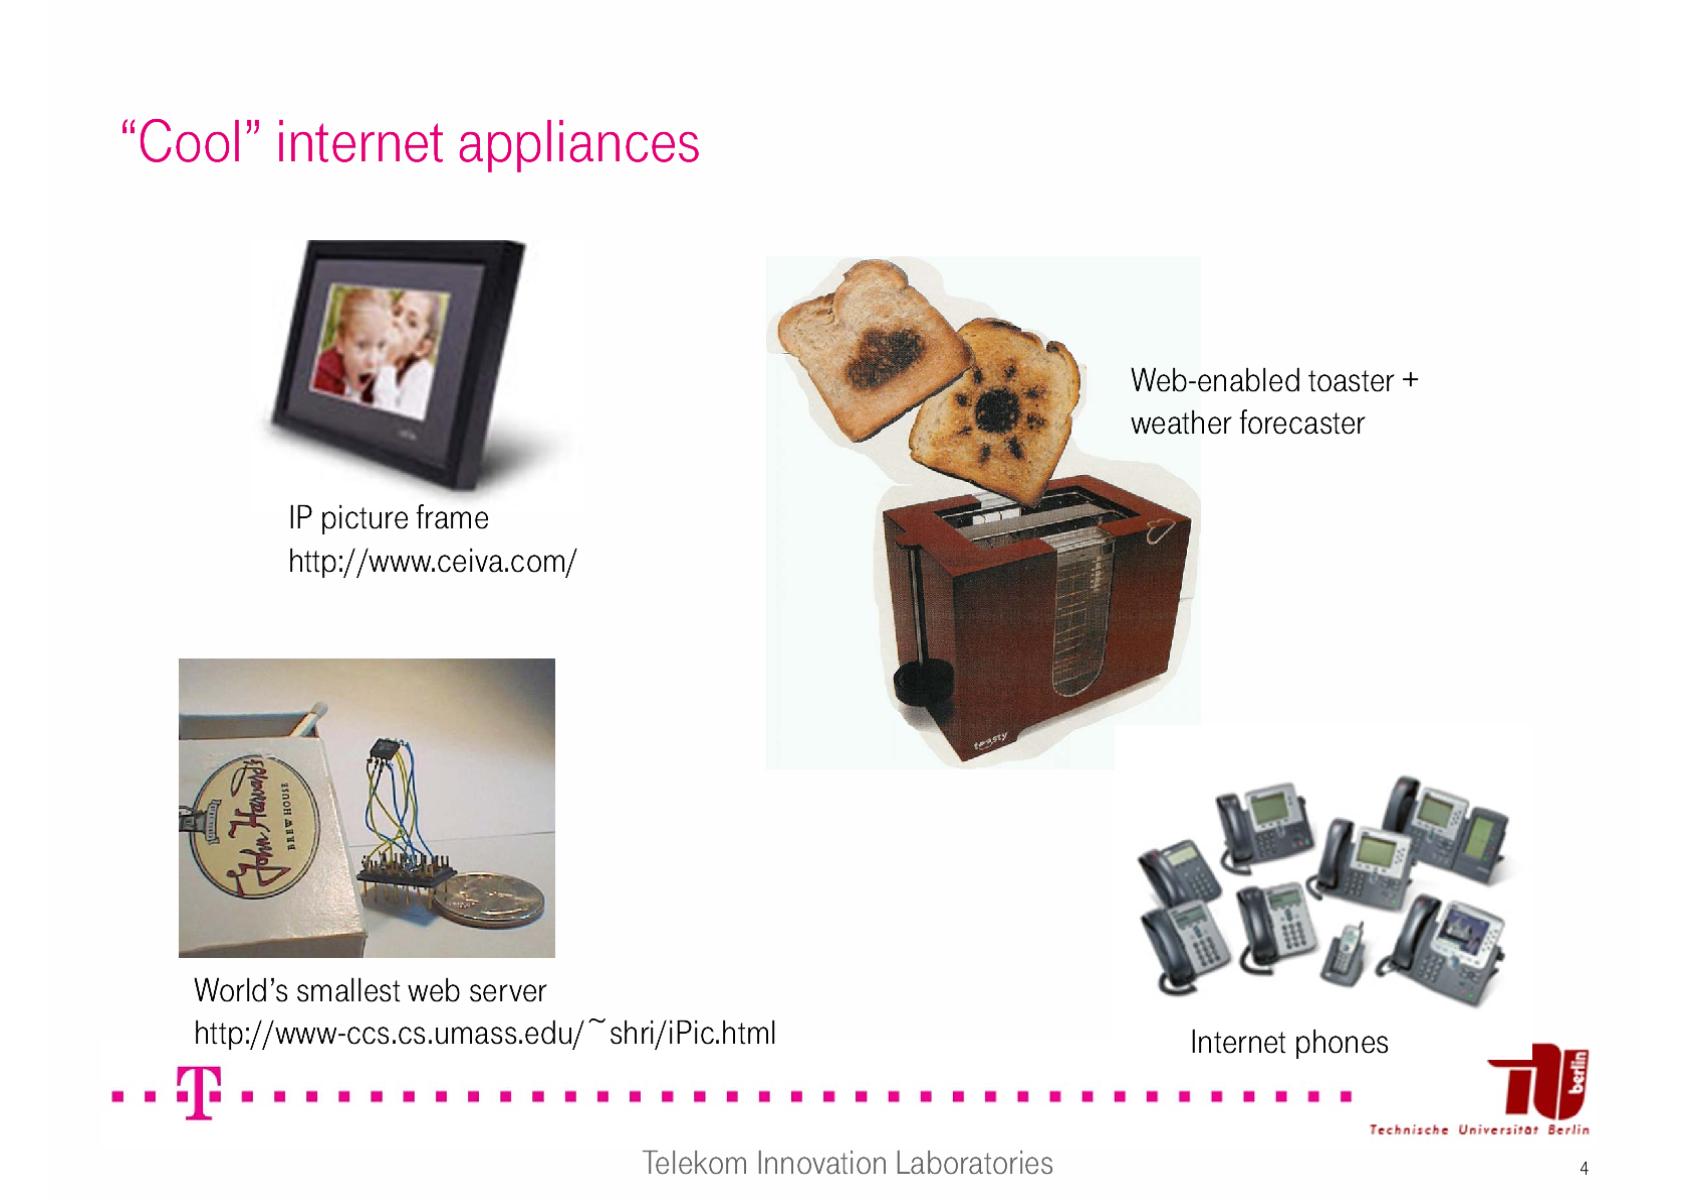 “Cool” internet appliances
IP picture frame
http://www.ceiva.com/
Web-enabled toaster +
weather forecaster
toasty
John Harvard's
BREW HOUSE
World’s smallest web server
http://www-ccs.cs.umass.edu/~shri/iPic.html
Internet phones
T
berlin
Technische Universität Berlin
Telekom Innovation Laboratories
4